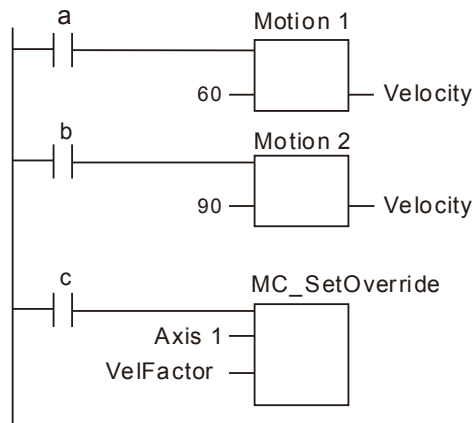 a
Motion 1
60
Velocity
b
Motion 2
90
Velocity
c
MC_SetOverride
Axis 1
VelFactor